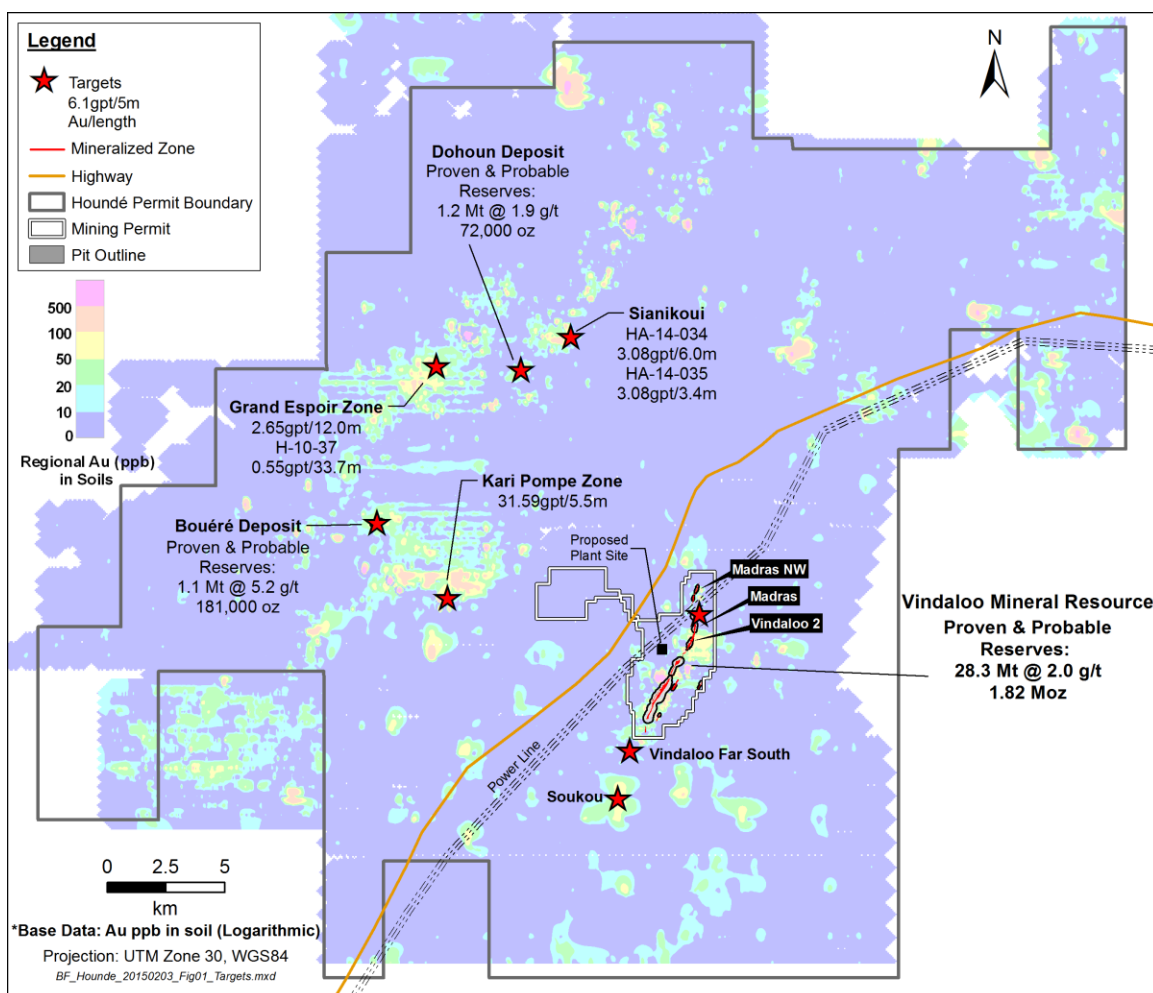 Legend
Targets
6.1gpt/5m
Au/length
Mineralized Zone
Highway
Houndé Permit Boundary
Mining Permit
Pit Outline
500
100
50
20
10
0
Regional Au (ppb)
in Soils
N
Dohoun Deposit
Proven & Probable
Reserves:
1.2 Mt @ 1.9 g/t
72,000 oz
Sianikoui
HA-14-034
3.08gpt/6.0m
HA-14-035
3.08gpt/3.4m
Grand Espoir Zone
2.65gpt/12.0m
H-10-37
0.55gpt/33.7m
Kari Pompe Zone
31.59gpt/5.5m
Bouéré Deposit
Proven & Probable
Reserves:
1.1 Mt @ 5.2 g/t
181,000 oz
Proposed
Plant Site
Madras NW
Madras
Vindaloo 2
Vindaloo Mineral Resource
Proven & Probable
Reserves:
28.3 Mt @ 2.0 g/t
1.82 Moz
Power Line
Vindaloo Far South
Soukou
0 2.5 5
km
*Base Data: Au ppb in soil (Logarithmic)
Projection: UTM Zone 30, WGS84
BF_Hounde_20150203_Fig01_Targets.mxd